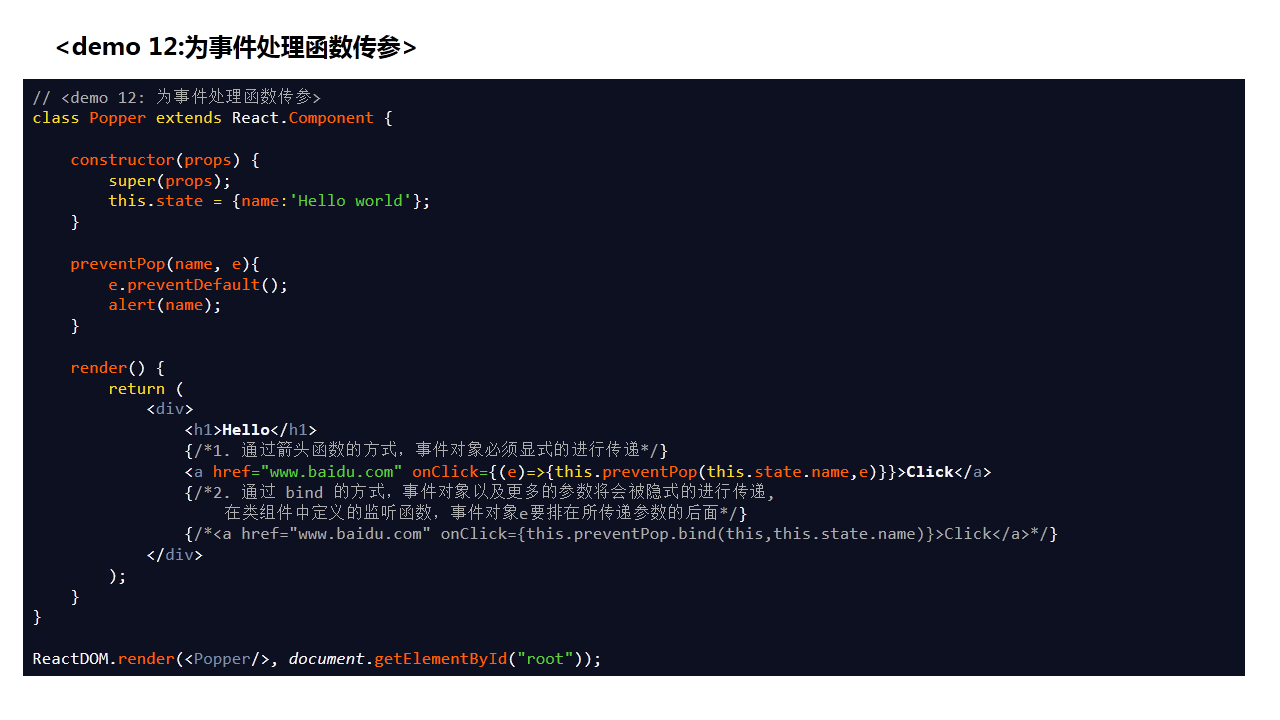 <demo 12:为事件处理函数传参>
// <demo 12: 为事件处理函数传参>
class Popper extends React.Component {
constructor(props) {
super(props);
this.state = {name:'Hello world'};
}
preventPop(name, e){
e.preventDefault();
alert(name);
}
render() {
return (
<div>
<h1>Hello</h1>
{/*1. 通过箭头函数的方式，事件对象必须显式的进行传递*/}
<a href="www.baidu.com" onClick={(e)=>{this.preventPop(this.state.name,e)}}>Click</a>
{/*2. 通过 bind 的方式，事件对象以及更多的参数将会被隐式的进行传递，
在类组件中定义的监听函数，事件对象e要排在所传递参数的后面*/}
{/*<a href="www.baidu.com" onClick={this.preventPop.bind(this,this.state.name)}>Click</a>*/}
</div>
);
}
}
ReactDOM.render(<Popper/>, document.getElementById("root"));